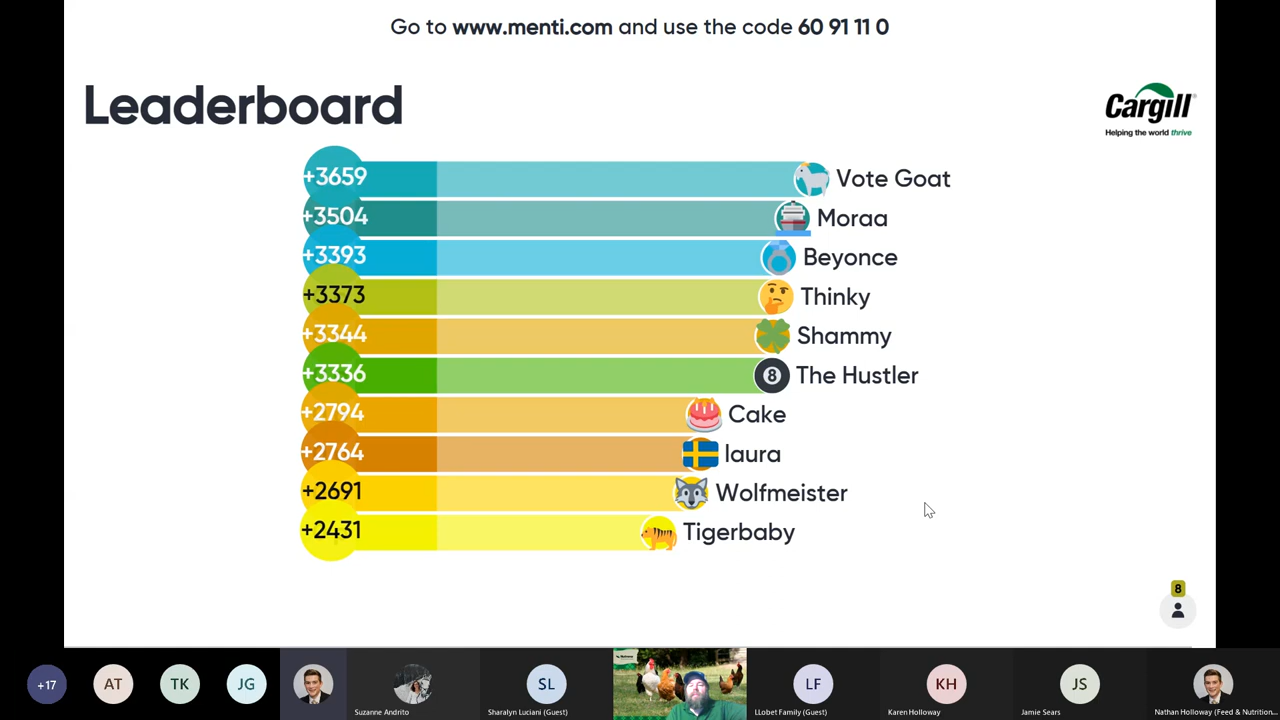 Go to www.menti.com and use the code 60 91 11 0
Leaderboard
Cargill®
Helping the world thrive
+3659 Vote Goat
+3504 Moraa
+3393 Beyonce
+3373 Thinky
+3344 Shammy
+3336 8 The Hustler
+2794 Cake
+2764 laura
+2691 Wolfmeister
+2431 Tigerbaby
8
+17 AT TK JG SL LF KH JS
Suzanne Andrito Sharalyn Luciani (Guest) LLobet Family (Guest) Karen Holloway Jamie Sears Nathan Holloway (Feed & Nutrition...